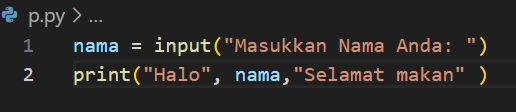 p.py > ...
1 nama = input("Masukkan Nama Anda: ")
2 print("Halo", nama,"Selamat makan" )